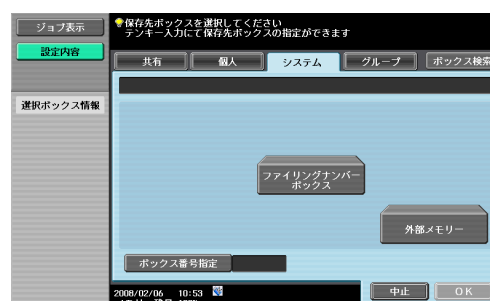 ジョブ表示
設定内容
選択ボックス情報
保存先ボックスを選択してください
テンキー入力にて保存先ボックスの指定ができます
共有
個人
システム
グループ
ボックス検索
ファイリングナンバー
ボックス
外部メモリー
ボックス番号指定
2008/02/06 10:53
中止
OK